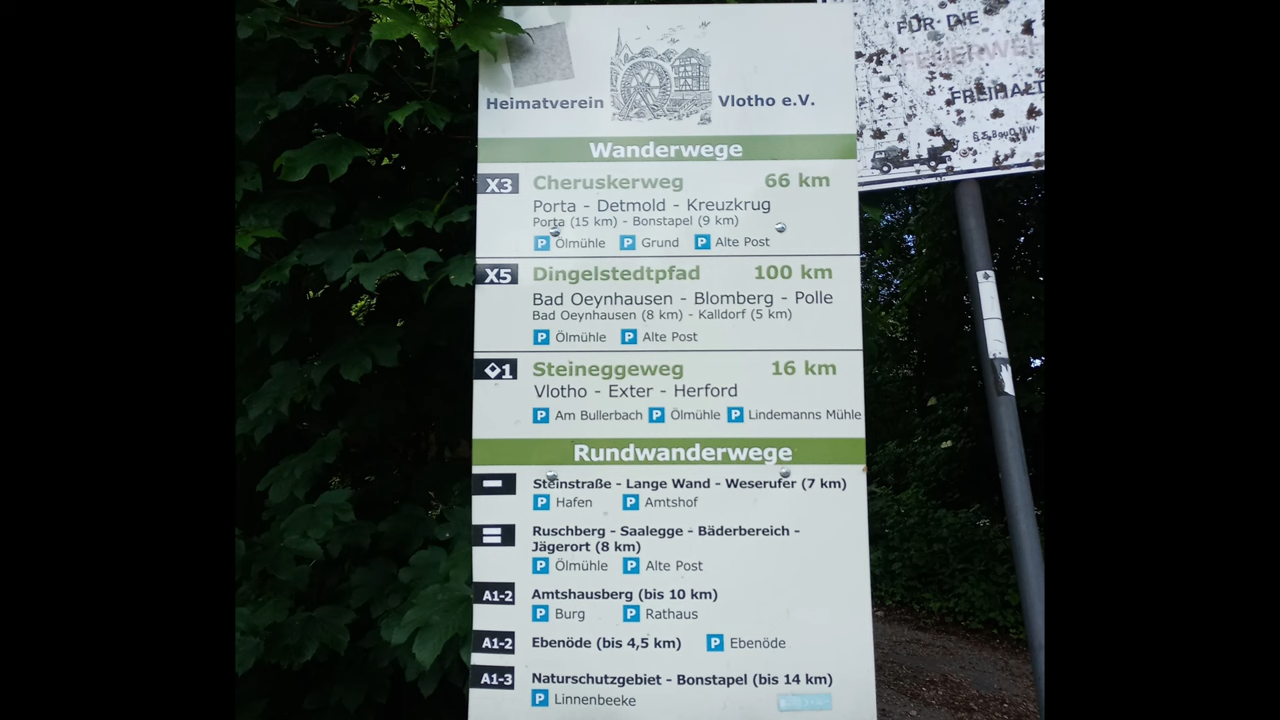 Heimatverein Vlotho e.V.
Wanderwege
X3 Cheruskerweg 66 km
Porta - Detmold - Kreuzkrug
Porta (15 km) - Bonstapel (9 km)
P Ölmühle P Grund P Alte Post
X5 Dingelstedtpfad 100 km
Bad Oeynhausen - Blomberg - Polle
Bad Oeynhausen (8 km) - Kalldorf (5 km)
P Ölmühle P Alte Post
1 Steineggeweg 16 km
Vlotho - Exter - Herford
P Am Bullerbach P Ölmühle P Lindemanns Mühle
Rundwanderwege
Steinstraße - Lange Wand - Weserufer (7 km)
P Hafen P Amtshof
Ruschberg - Saalegge - Bäderbereich -
Jägerort (8 km)
P Ölmühle P Alte Post
A1-2 Amtshausberg (bis 10 km)
P Burg P Rathaus
A1-2 Ebenöde (bis 4,5 km) P Ebenöde
A1-3 Naturschutzgebiet - Bonstapel (bis 14 km)
P Linnenbeeke
FÜR DIE
FEUERWEH
FREIHALT